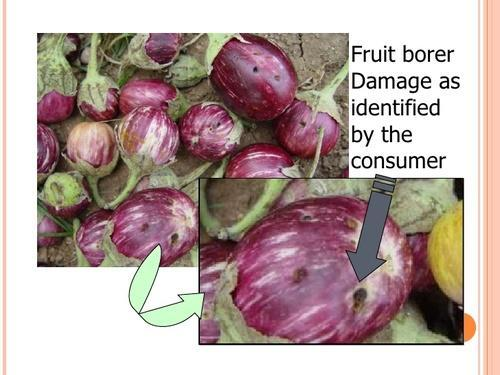 Fruit borer
Damage as
identified
by the
consumer